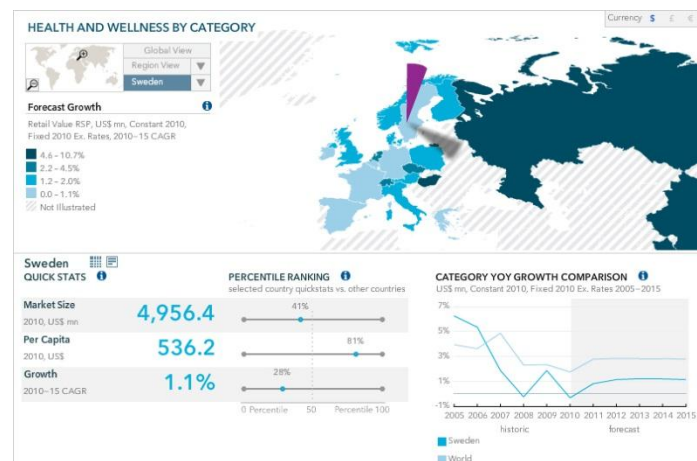 HEALTH AND WELLNESS BY CATEGORY
Currency $ £ €
Global View
Region View
Sweden
Forecast Growth
Retail Value RSP, US$ mn, Constant 2010,
Fixed 2010 Ex. Rates, 2010–15 CAGR
4.6 – 10.7%
2.2 – 4.5%
1.2 – 2.0%
0.0 – 1.1%
Not Illustrated
Sweden
QUICK STATS
Market Size
2010, US$ mn
4,956.4
Per Capita
2010, US$
536.2
Growth
2010–15 CAGR
1.1%
PERCENTILE RANKING
selected country quickstats vs. other countries
41%
81%
28%
0 Percentile 50 Percentile 100
CATEGORY YOY GROWTH COMPARISON
US$ mn, Constant 2010, Fixed 2010 Ex. Rates 2005–2015
7%
5%
3%
1%
-1%
2005 2006 2007 2008 2009 2010 2011 2012 2013 2014 2015
historic forecast
Sweden
World